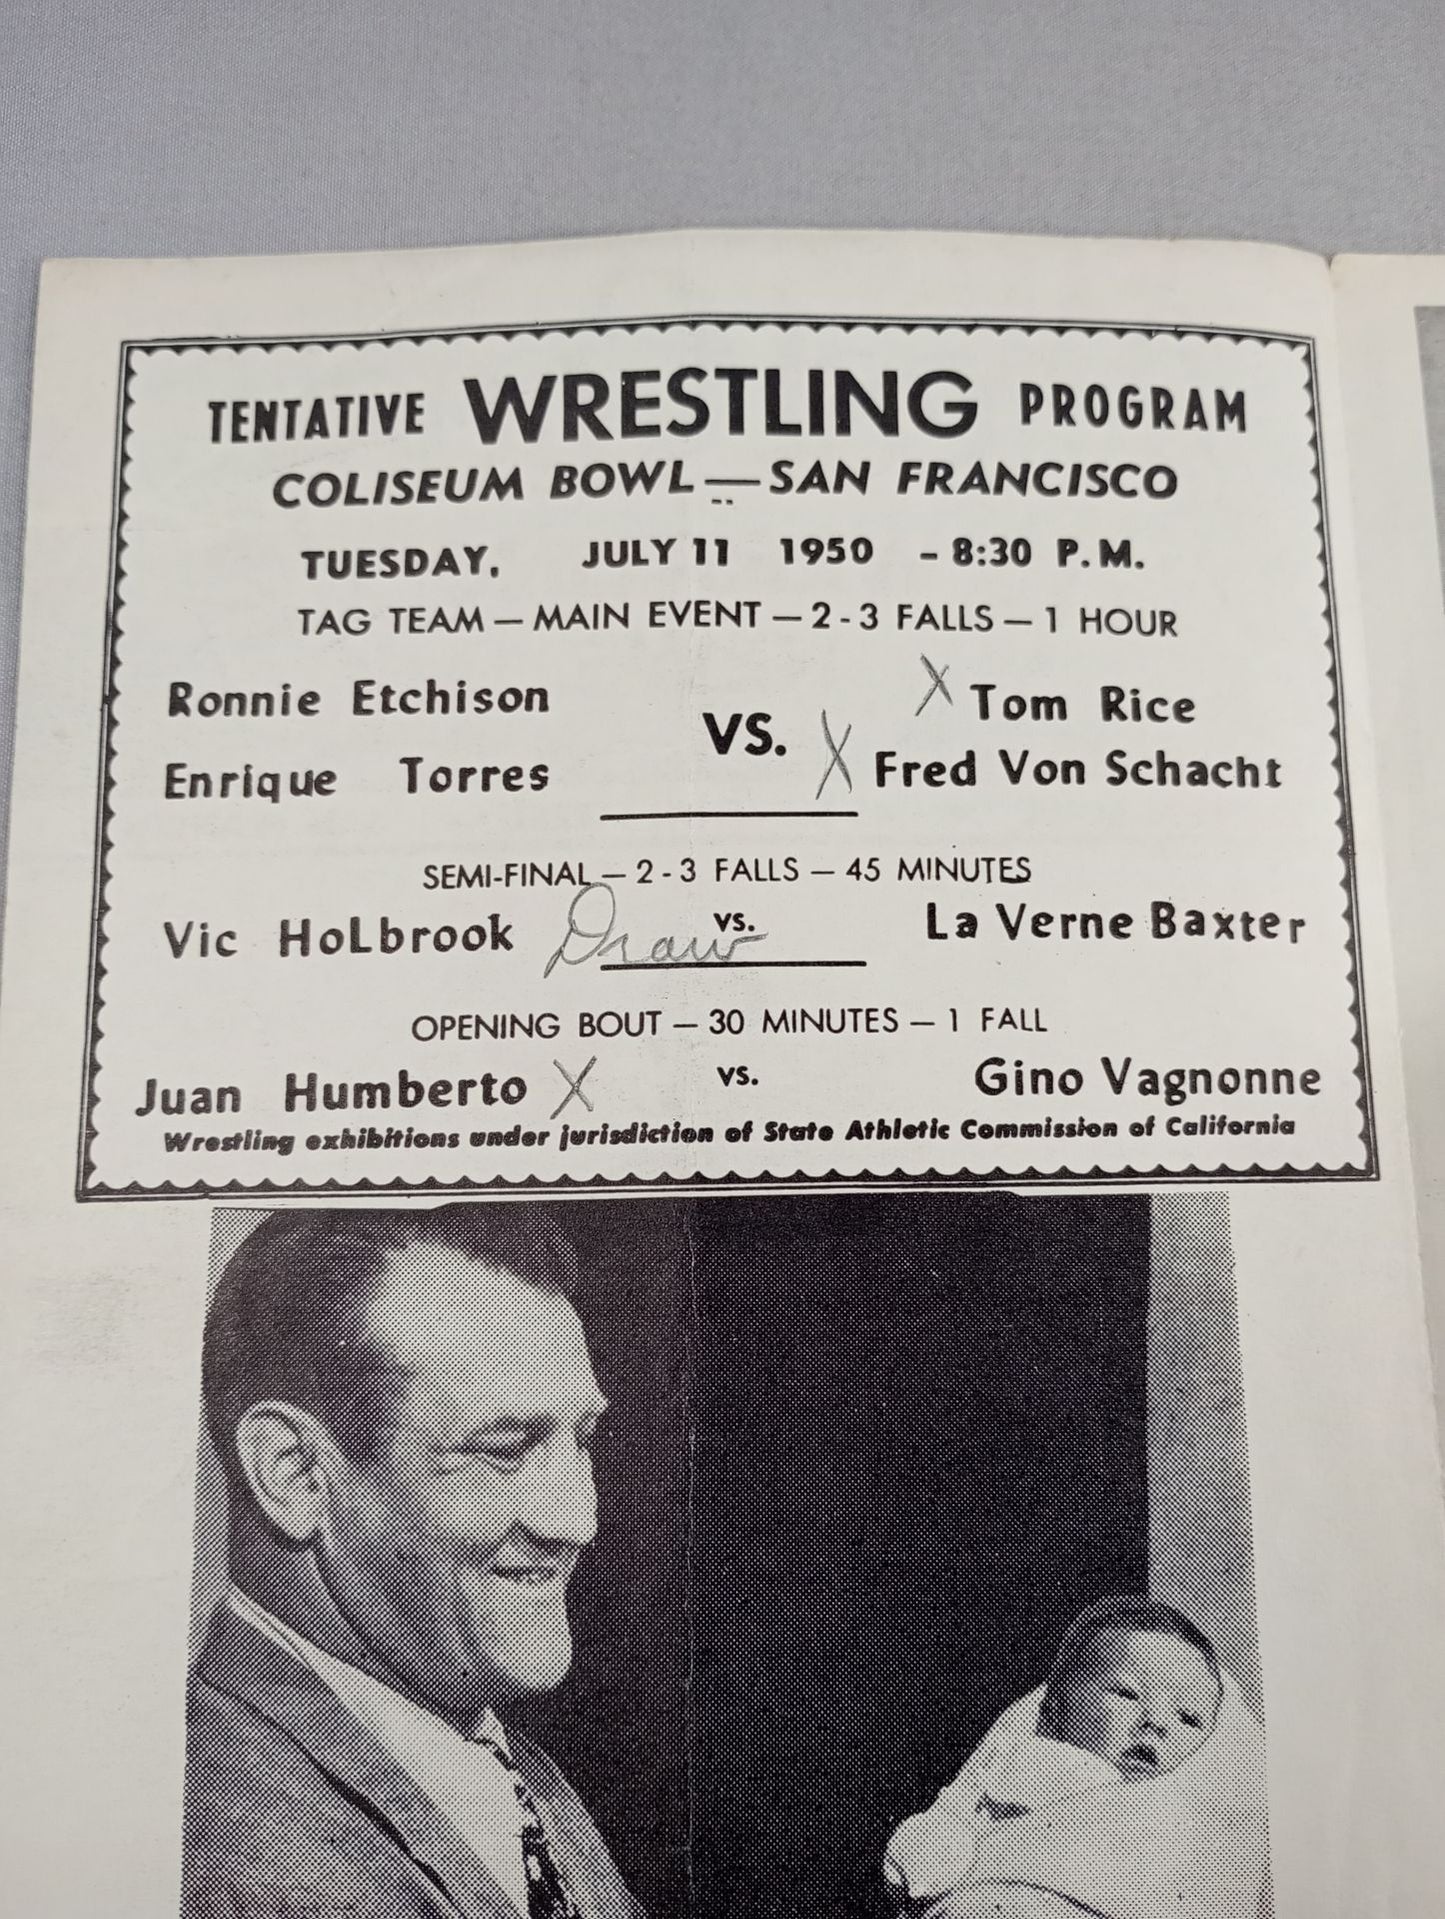 TENTATIVE WRESTLING PROGRAM
COLISEUM BOWL — SAN FRANCISCO
TUESDAY, JULY 11 1950 - 8:30 P.M.
TAG TEAM — MAIN EVENT — 2-3 FALLS — 1 HOUR
Ronnie Etchison X Tom Rice
VS.
Enrique Torres X Fred Von Schacht
SEMI-FINAL — 2-3 FALLS — 45 MINUTES
Vic HoLbrook Draw vs. La Verne Baxter
OPENING BOUT — 30 MINUTES — 1 FALL
Juan Humberto X vs. Gino Vagnonne
Wrestling exhibitions under jurisdiction of State Athletic Commission of California